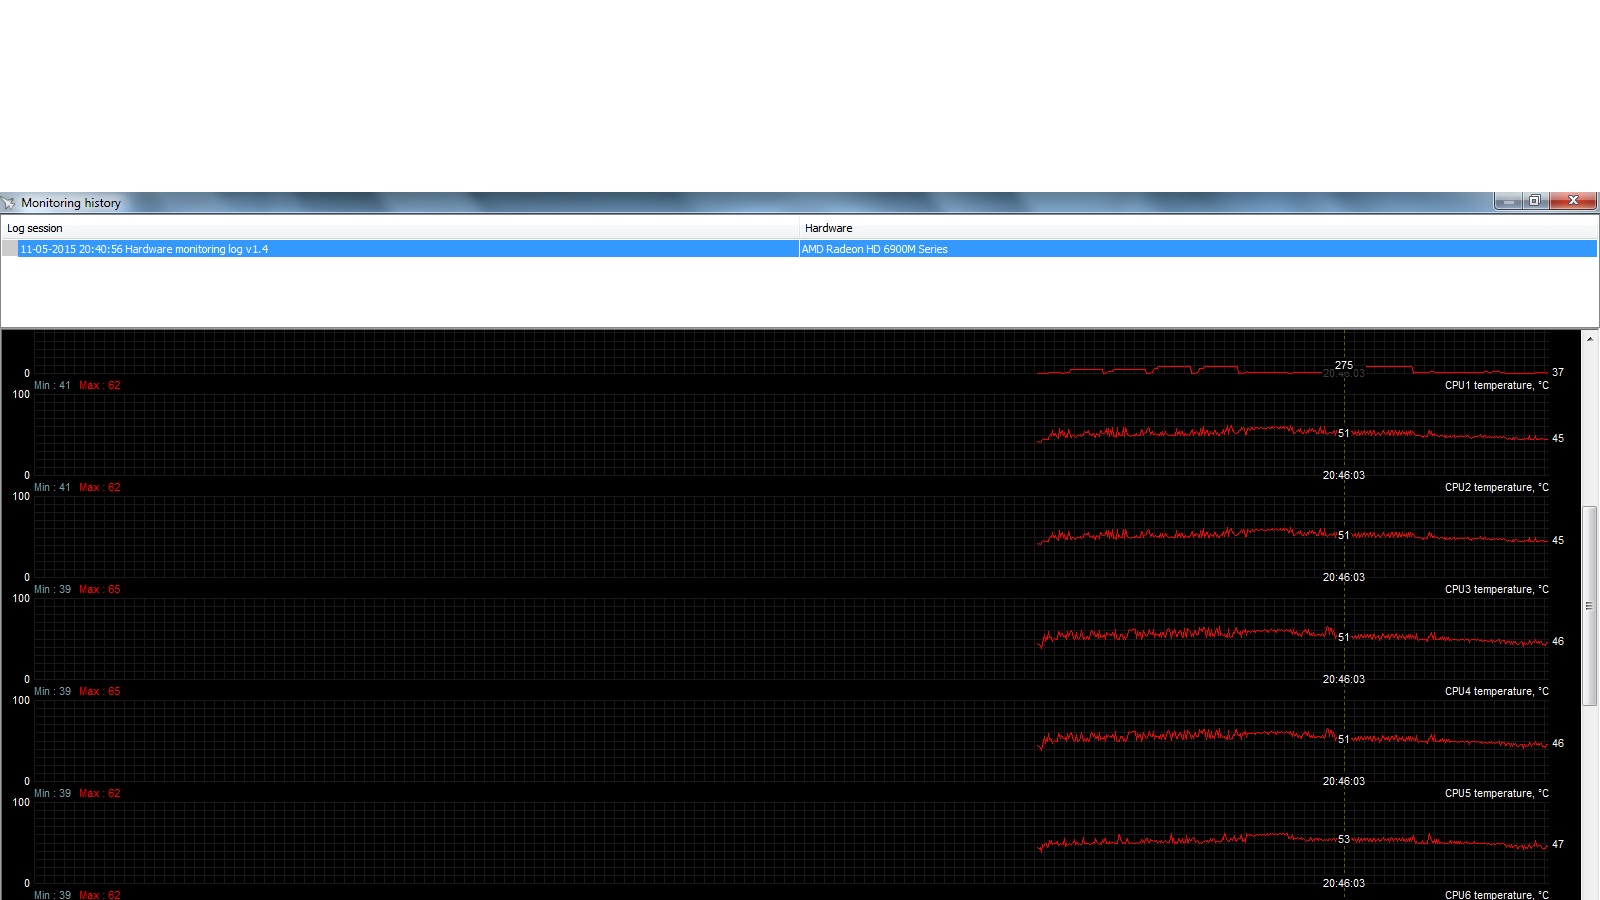 Monitoring history
Log session Hardware
11-05-2015 20:40:56 Hardware monitoring log v1.4 AMD Radeon HD 6900M Series
275
0 20:46:03 37
Min : 41 Max : 62 CPU1 temperature, °C
100
51 45
0 20:46:03
Min : 41 Max : 62 CPU2 temperature, °C
100
51 45
0 20:46:03
Min : 39 Max : 65 CPU3 temperature, °C
100
51 46
0 20:46:03
Min : 39 Max : 65 CPU4 temperature, °C
100
51 46
0 20:46:03
Min : 39 Max : 62 CPU5 temperature, °C
100
53 47
0 20:46:03
Min : 39 Max : 62 CPU6 temperature, °C